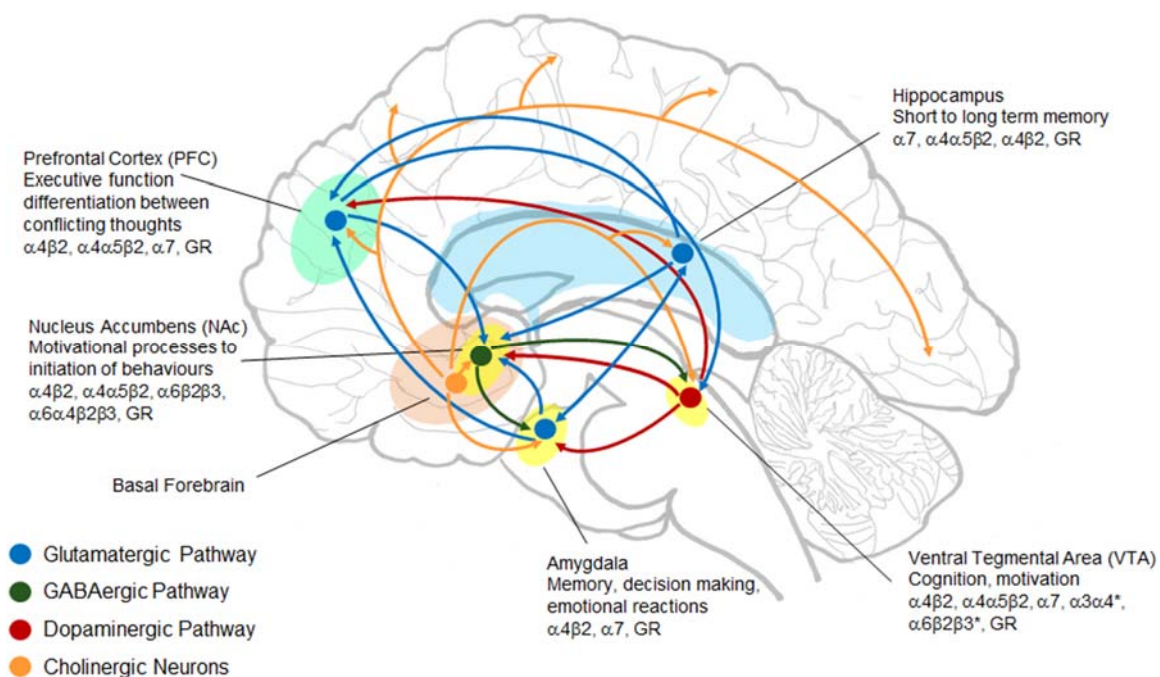 Hippocampus
Short to long term memory
α7, α4α5β2, α4β2, GR
Prefrontal Cortex (PFC)
Executive function
differentiation between
conflicting thoughts
α4β2, α4α5β2, α7, GR
Nucleus Accumbens (NAc)
Motivational processes to
initiation of behaviours
α4β2, α4α5β2, α6β2β3,
α6α4β2β3, GR
Basal Forebrain
Glutamatergic Pathway
GABAergic Pathway
Dopaminergic Pathway
Cholinergic Neurons
Amygdala
Memory, decision making,
emotional reactions
α4β2, α7, GR
Ventral Tegmental Area (VTA)
Cognition, motivation
α4β2, α4α5β2, α7, α3α4*,
α6β2β3*, GR